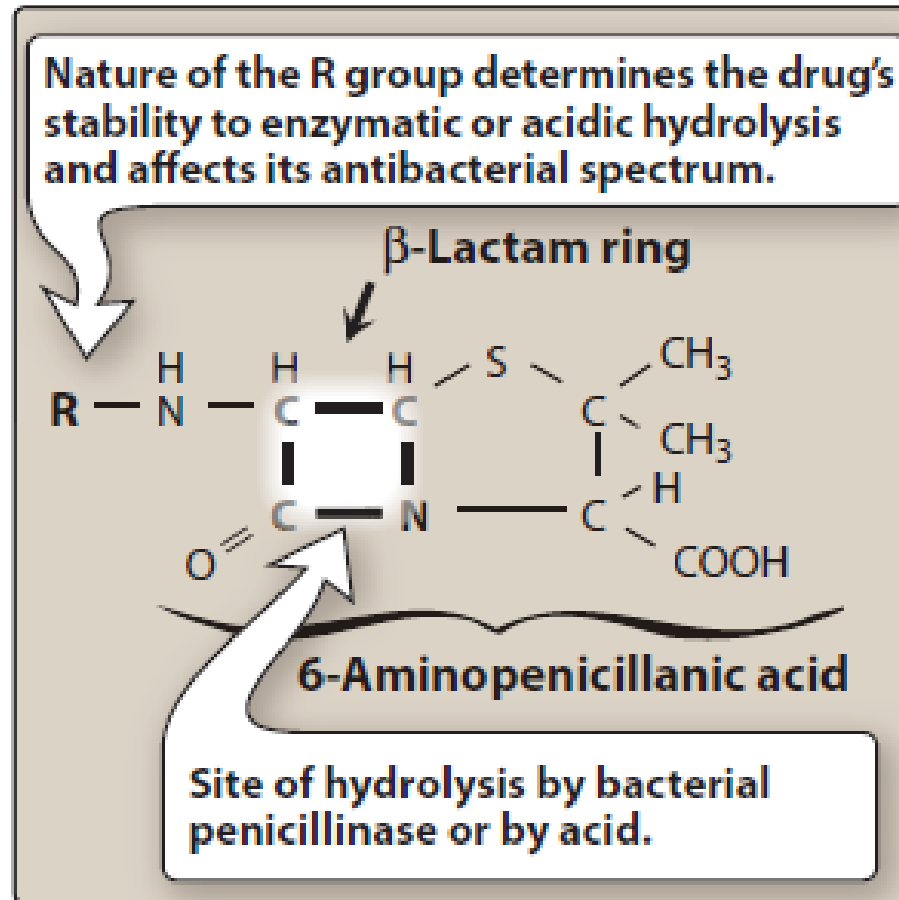 Nature of the R group determines the drug's
stability to enzymatic or acidic hydrolysis
and affects its antibacterial spectrum.
β-Lactam ring
H H H S CH3
R N C C C CH3
H
C N C
O COOH
6-Aminopenicillanic acid
Site of hydrolysis by bacterial
penicillinase or by acid.